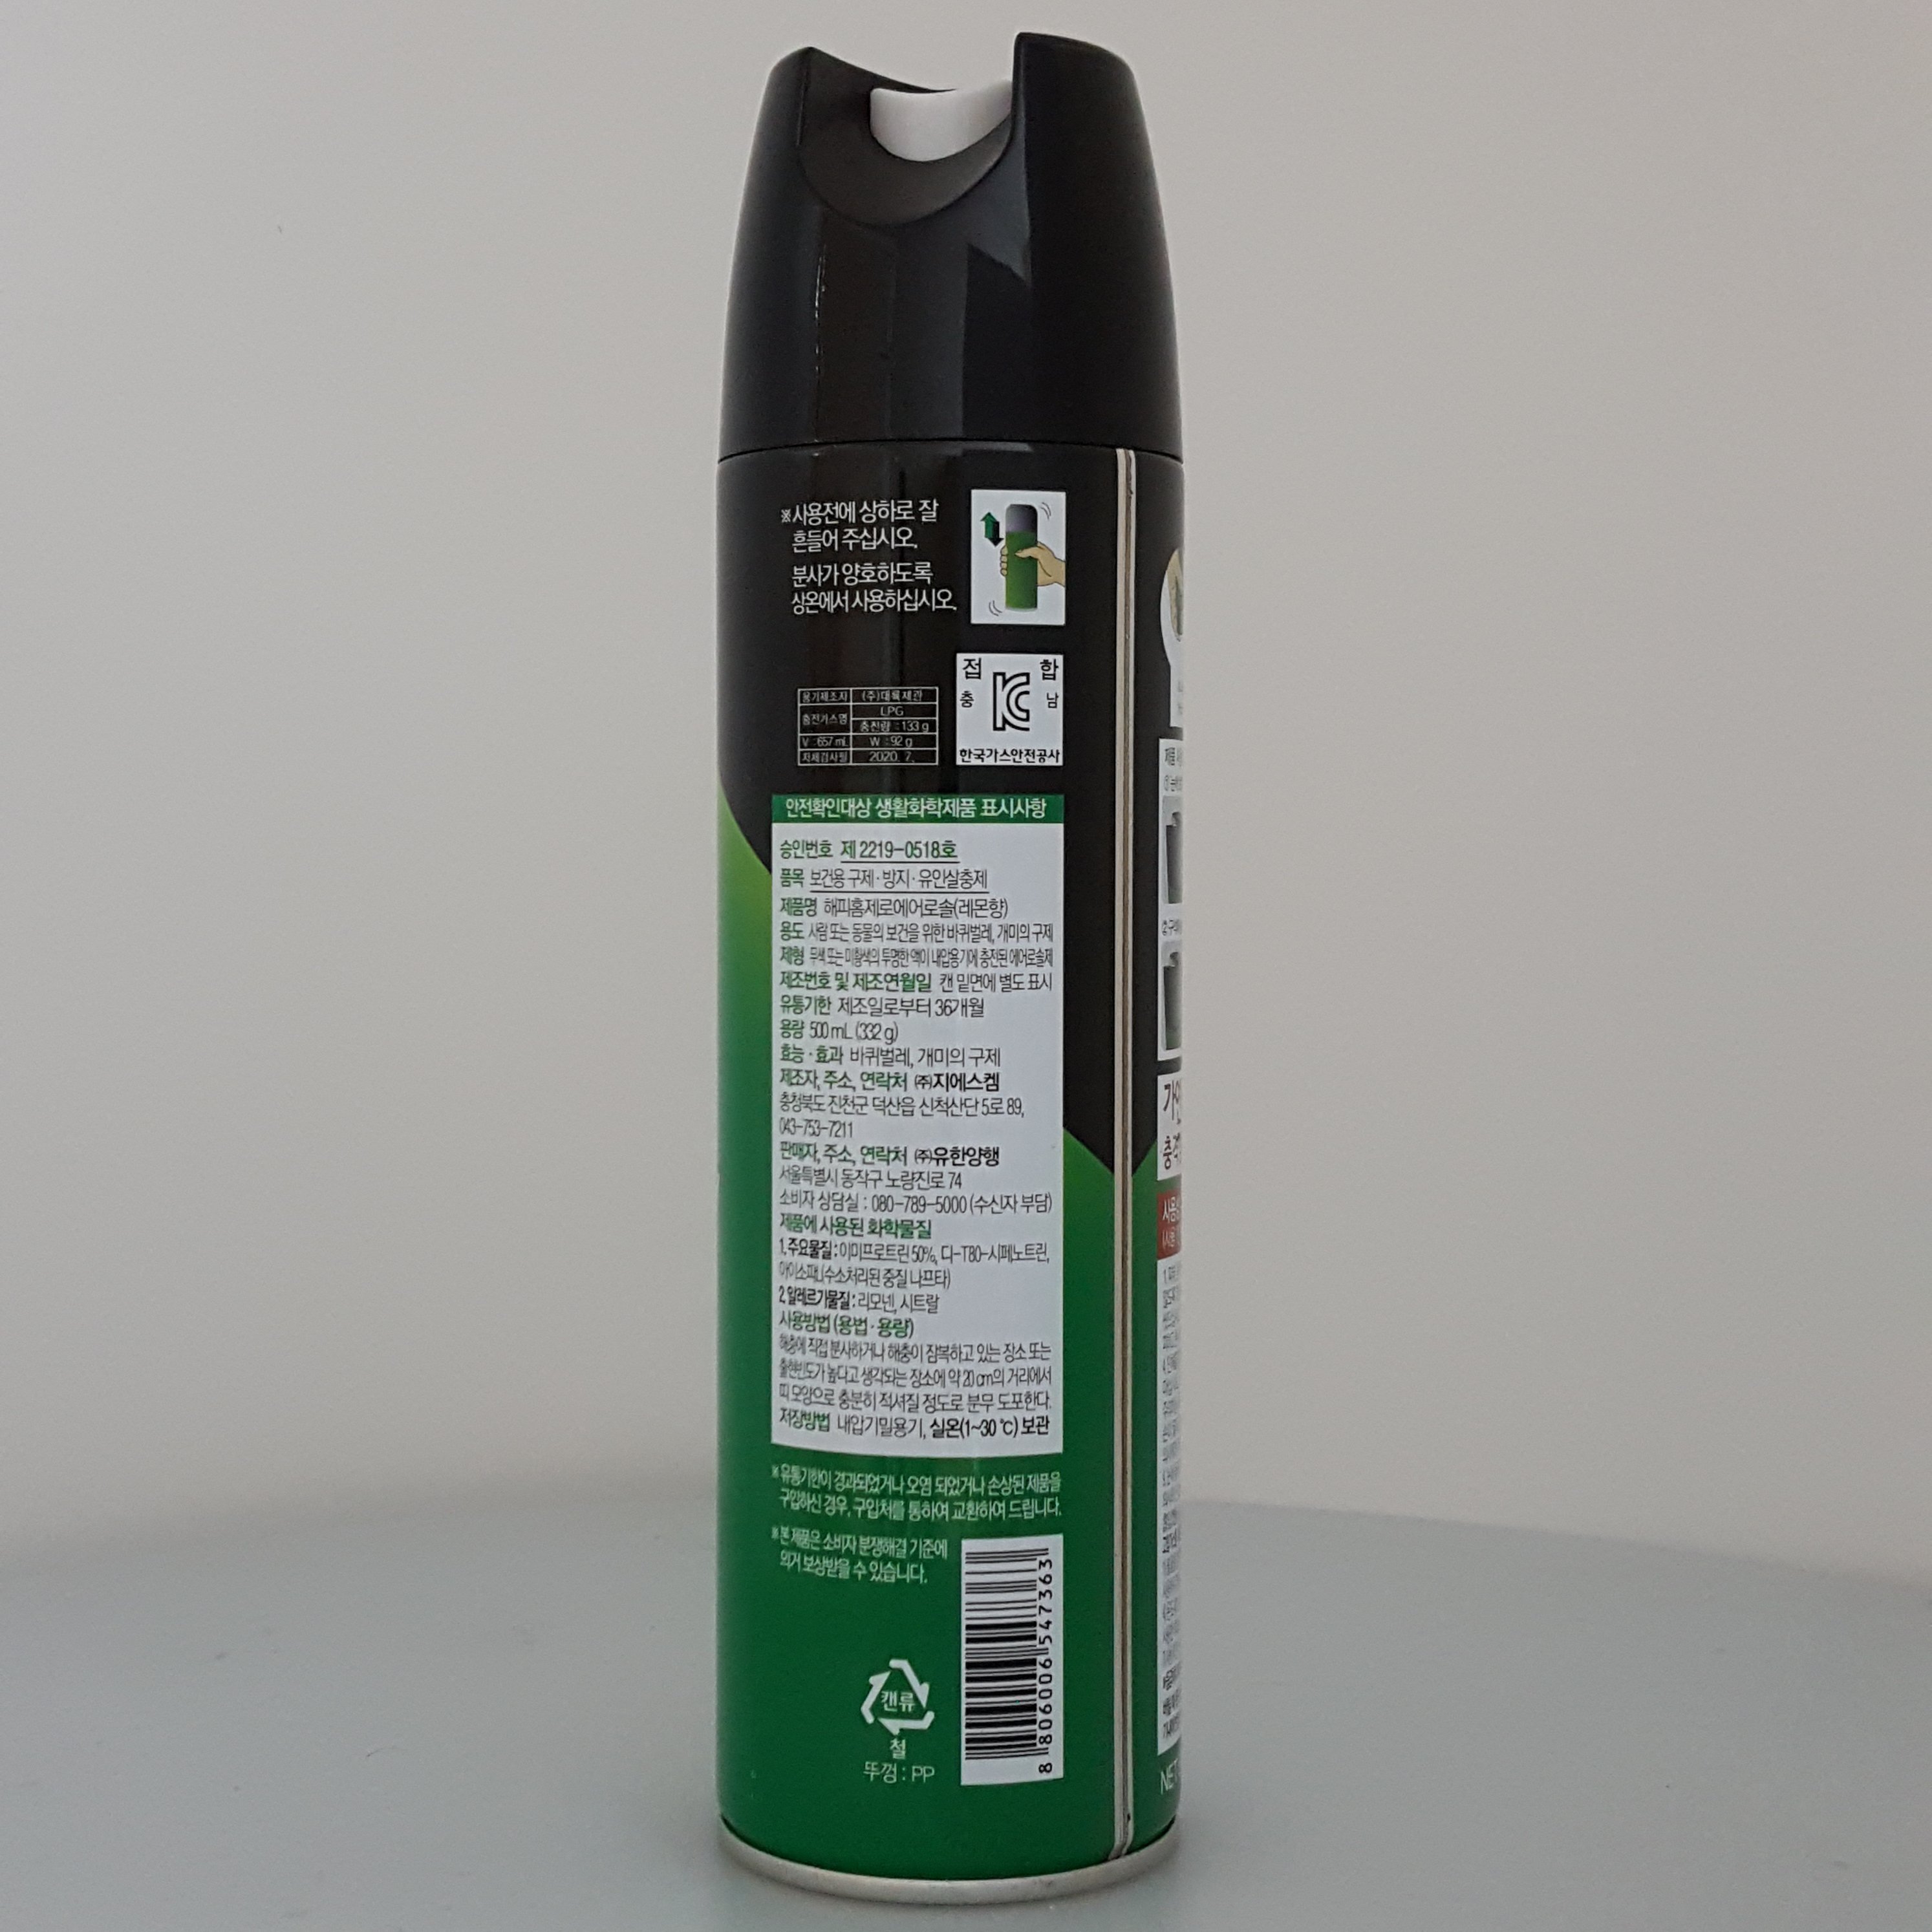 ※사용전에 상하로 잘
흔들어 주십시오.
분사가 양호하도록
상온에서 사용하십시오.
접 합
충 남
한국가스안전공사
용기제조자 (주)대륙제관
충전가스명 LPG
충전량 : 133 g
V : 657 mL W : 92 g
자체검사필 2020. 7.
안전확인대상 생활화학제품 표시사항
승인번호 제 2219-0518호
품목 보건용 구제·방지·유인살충제
제품명 해피홈제로에어로솔(레몬향)
용도 사람 또는 동물의 보건을 위한 바퀴벌레, 개미의 구제
제형 무색 또는 미황색의 투명한 액이 내압용기에 충전된 에어로솔제
제조번호 및 제조연월일 캔 밑면에 별도 표시
유통기한 제조일로부터 36개월
용량 500 mL (332 g)
효능·효과 바퀴벌레, 개미의 구제
제조자, 주소, 연락처 ㈜지에스켐
충청북도 진천군 덕산읍 신척산단 5로 89,
043-753-7211
판매자, 주소, 연락처 ㈜유한양행
서울특별시 동작구 노량진로 74
소비자 상담실 : 080-789-5000 (수신자 부담)
제품에 사용된 화학물질
1. 주요물질 : 이미프로트린 50%, 디-T80-시페노트린,
아이소파L(수소처리된 중질 나프타)
2. 알레르기물질 : 리모넨, 시트랄
사용방법 (용법·용량)
해충에 직접 분사하거나 해충이 잠복하고 있는 장소 또는
출현빈도가 높다고 생각되는 장소에 약 20 cm의 거리에서
띠 모양으로 충분히 적셔질 정도로 분무 도포한다.
저장방법 내압기밀용기, 실온(1~30 ℃) 보관
※유통기한이 경과되었거나 오염 되었거나 손상된 제품을
구입하신 경우, 구입처를 통하여 교환하여 드립니다.
※본 제품은 소비자 분쟁해결 기준에
의거 보상받을 수 있습니다.
캔류
철
뚜껑 : PP
8 806006 547363